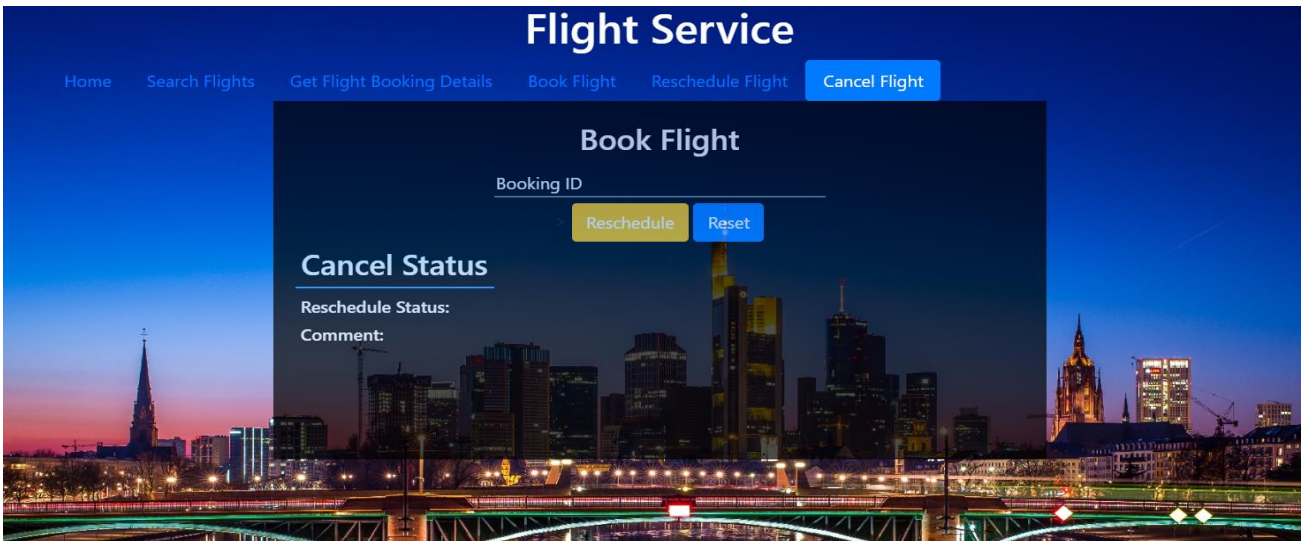 Flight Service
Home Search Flights Get Flight Booking Details Book Flight Reschedule Flight Cancel Flight
Book Flight
Booking ID
> Reschedule Reset
Cancel Status
Reschedule Status:
Comment: